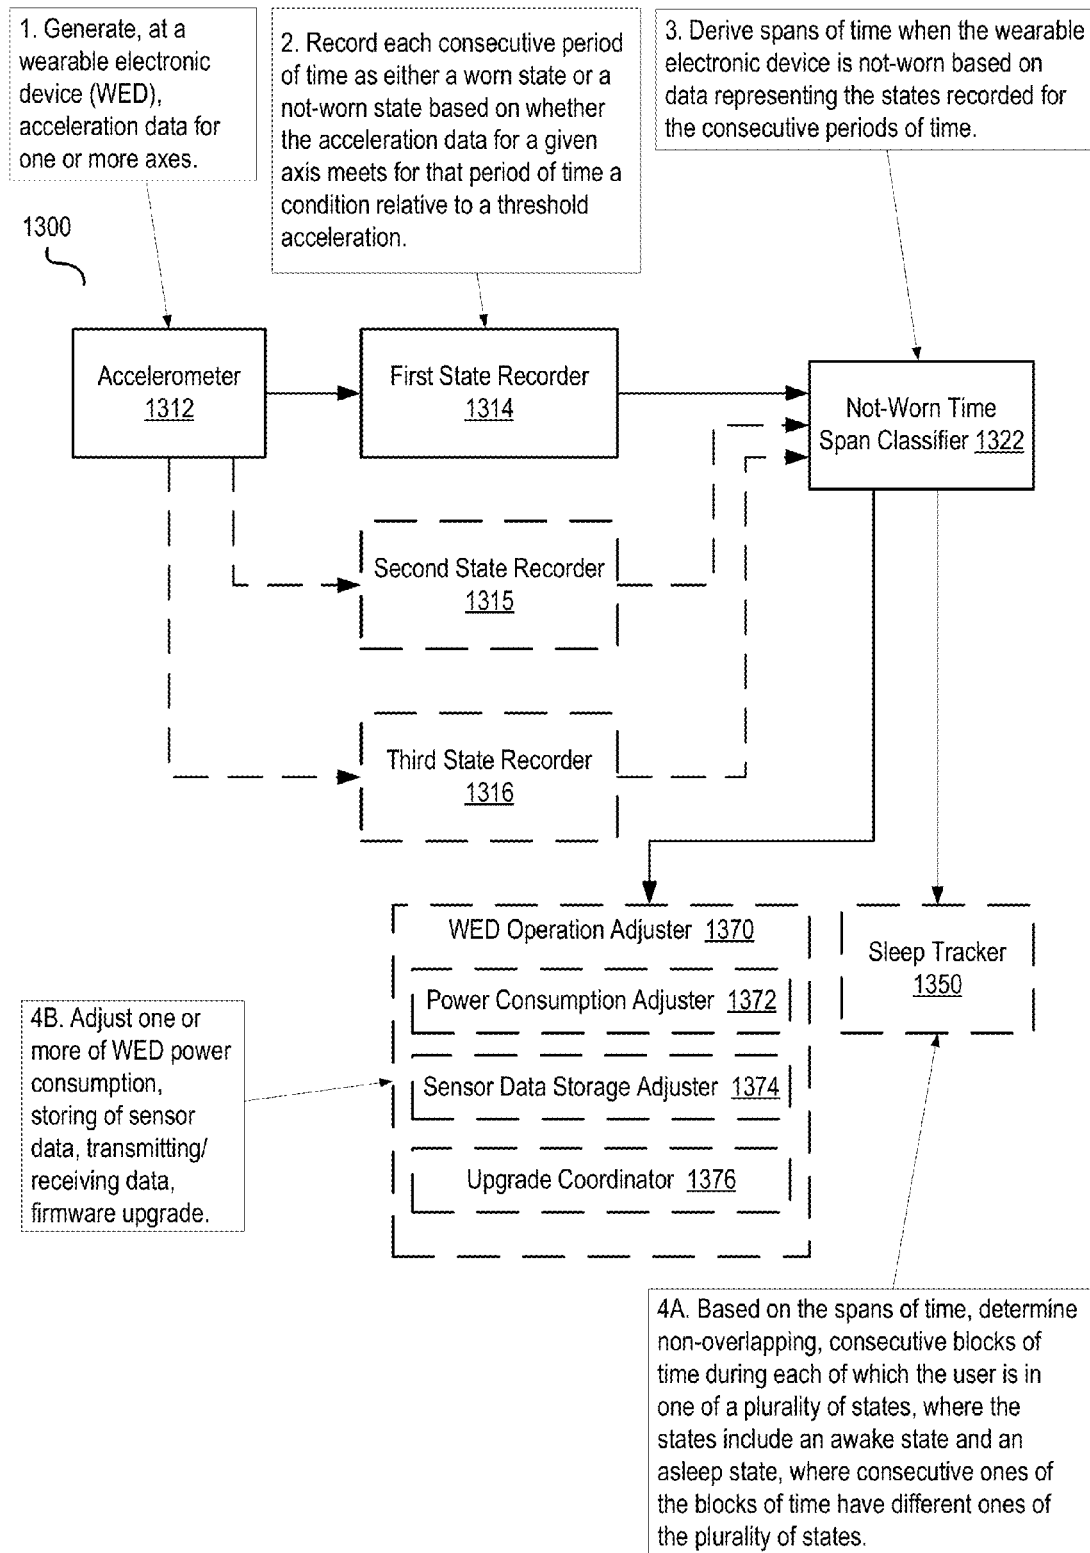 1. Generate, at a
wearable electronic
device (WED),
acceleration data for
one or more axes.
2. Record each consecutive period
of time as either a worn state or a
not-worn state based on whether
the acceleration data for a given
axis meets for that period of time a
condition relative to a threshold
acceleration.
3. Derive spans of time when the wearable
electronic device is not-worn based on
data representing the states recorded for
the consecutive periods of time.
1300
Accelerometer
1312
First State Recorder
1314
Not-Worn Time
Span Classifier 1322
Second State Recorder
1315
Third State Recorder
1316
WED Operation Adjuster 1370
Power Consumption Adjuster 1372
Sensor Data Storage Adjuster 1374
Upgrade Coordinator 1376
Sleep Tracker
1350
4B. Adjust one or
more of WED power
consumption,
storing of sensor
data, transmitting/
receiving data,
firmware upgrade.
4A. Based on the spans of time, determine
non-overlapping, consecutive blocks of
time during each of which the user is in
one of a plurality of states, where the
states include an awake state and an
asleep state, where consecutive ones of
the blocks of time have different ones of
the plurality of states.